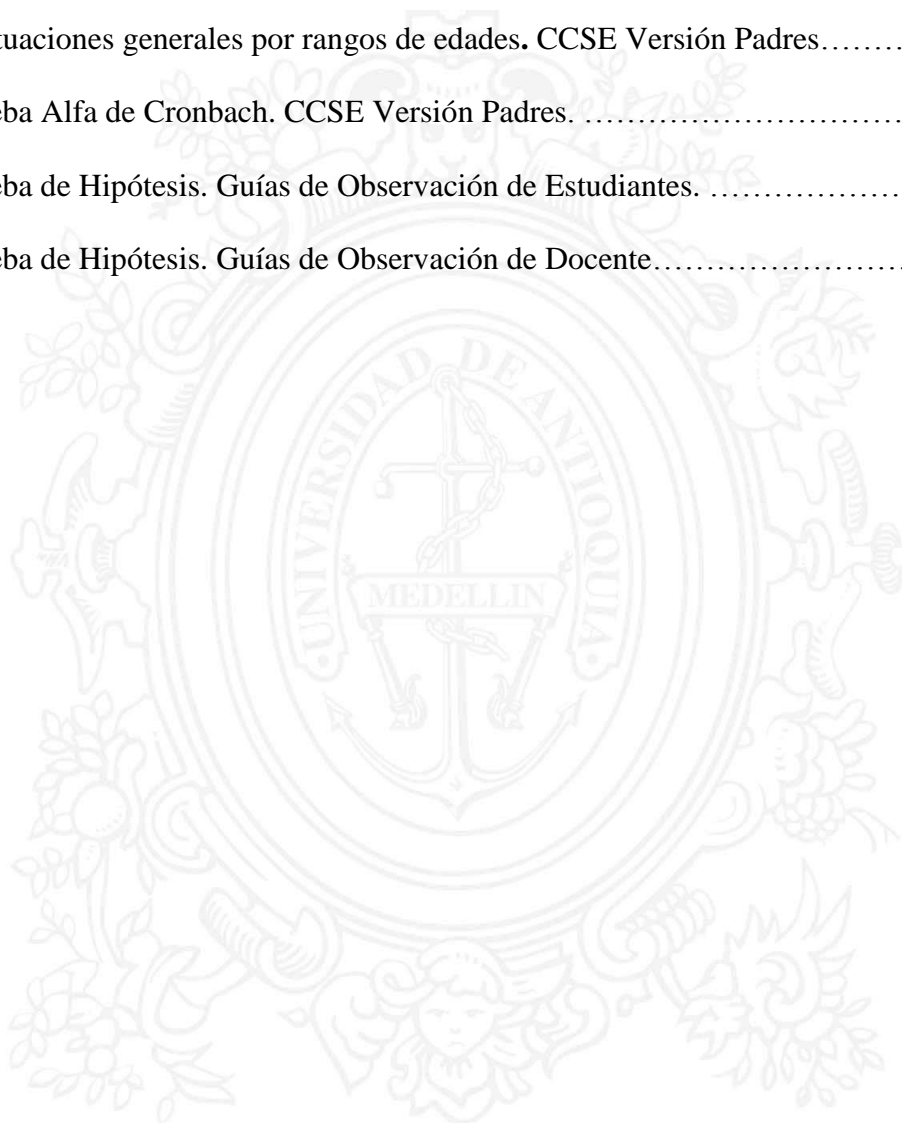 tuaciones generales por rangos de edades. CCSE Versión Padres………
eba Alfa de Cronbach. CCSE Versión Padres. …………………………
eba de Hipótesis. Guías de Observación de Estudiantes. …………………
eba de Hipótesis. Guías de Observación de Docente……………………
UNIVERSIDAD DE ANTIOQUIA
MEDELLIN